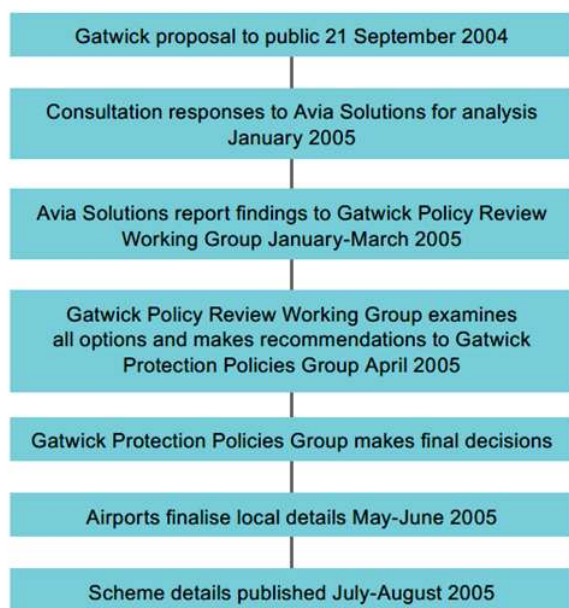 Gatwick proposal to public 21 September 2004
Consultation responses to Avia Solutions for analysis
January 2005
Avia Solutions report findings to Gatwick Policy Review
Working Group January-March 2005
Gatwick Policy Review Working Group examines
all options and makes recommendations to Gatwick
Protection Policies Group April 2005
Gatwick Protection Policies Group makes final decisions
Airports finalise local details May-June 2005
Scheme details published July-August 2005